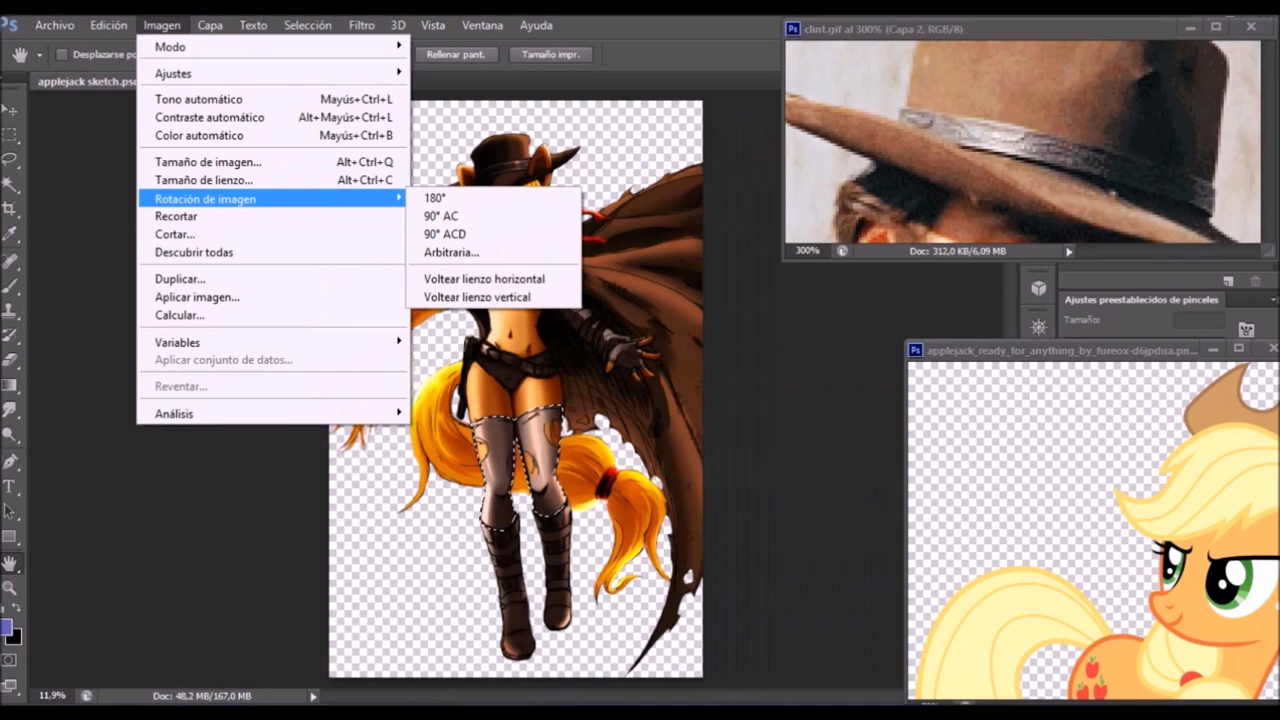 Ps Archivo Edición Imagen Capa Texto Selección Filtro 3D Vista Ventana Ayuda
Desplazarse Rellenar pant. Tamaño impr.
applejack sketch.psd
Modo
Ajustes
Tono automático Mayús+Ctrl+L
Contraste automático Alt+Mayús+Ctrl+L
Color automático Mayús+Ctrl+B
Tamaño de imagen... Alt+Ctrl+Q
Tamaño de lienzo... Alt+Ctrl+C
Rotación de imagen
Recortar
Cortar...
Descubrir todas
Duplicar...
Aplicar imagen...
Calcular...
Variables
Aplicar conjunto de datos...
Reventar...
Análisis
180°
90° AC
90° ACD
Arbitraria...
Voltear lienzo horizontal
Voltear lienzo vertical
11,9% Doc: 48,2 MB/167,0 MB
Ps clint.gif al 300% (Capa 2, RGB/8)
300% Doc: 312,0 KB/6,09 MB
Ajustes preestablecidos de pinceles
Tamaño:
Ps applejack_ready_for_anything_by_fureox-d6jpdua.pn...
T